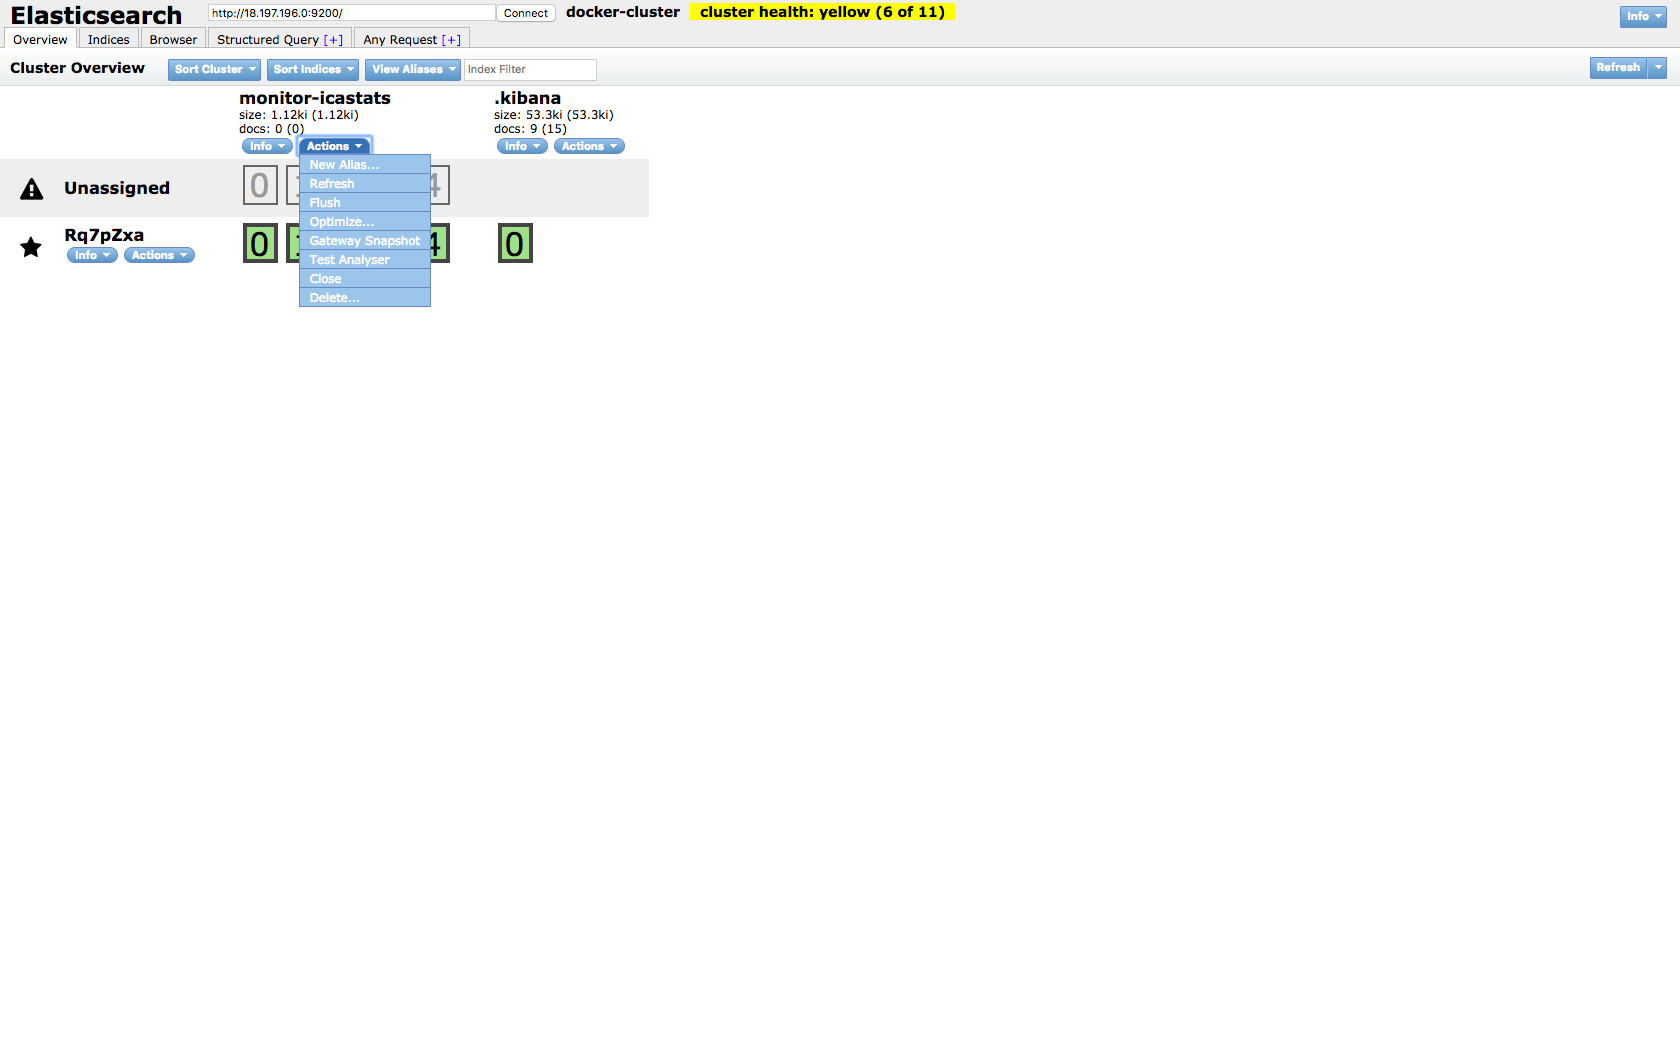 Elasticsearch http://18.197.196.0:9200/ Connect docker-cluster cluster health: yellow (6 of 11) Info
Overview Indices Browser Structured Query [+] Any Request [+]
Cluster Overview Sort Cluster Sort Indices View Aliases Index Filter Refresh
monitor-icastats .kibana
size: 1.12ki (1.12ki) size: 53.3ki (53.3ki)
docs: 0 (0) docs: 9 (15)
Info Actions Info Actions
New Alias...
Refresh
Flush
Optimize...
Gateway Snapshot
Test Analyser
Close
Delete...
Unassigned 0 4
Rq7pZxa 0 4 0
Info Actions